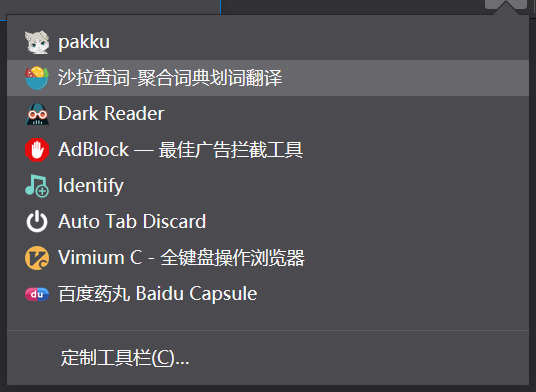 pakku
沙拉查词-聚合词典划词翻译
Dark Reader
AdBlock — 最佳广告拦截工具
Identify
Auto Tab Discard
Vimium C - 全键盘操作浏览器
du 百度药丸 Baidu Capsule
定制工具栏(C)...